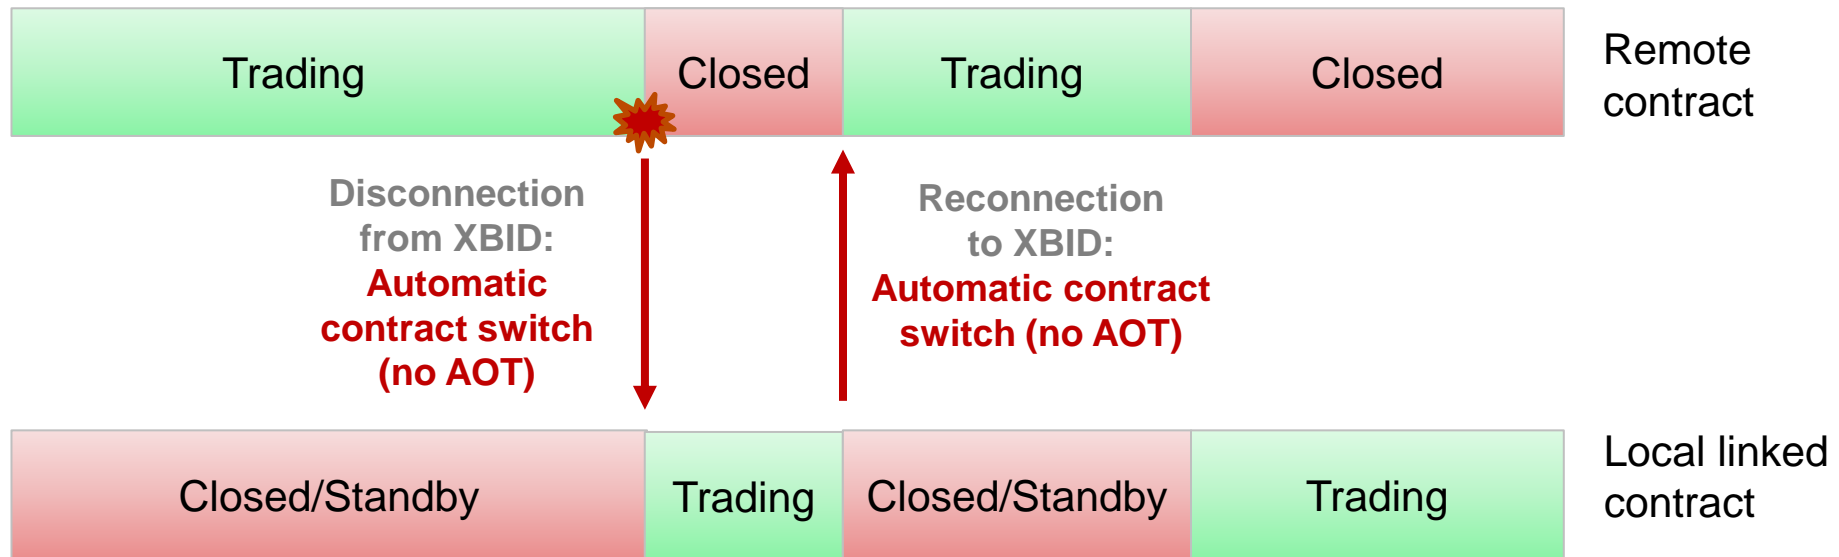 Trading
Closed
Trading
Closed
Remote
contract
Disconnection
from XBID:
Automatic
contract switch
(no AOT)
Reconnection
to XBID:
Automatic contract
switch (no AOT)
Closed/Standby
Trading
Closed/Standby
Trading
Local linked
contract